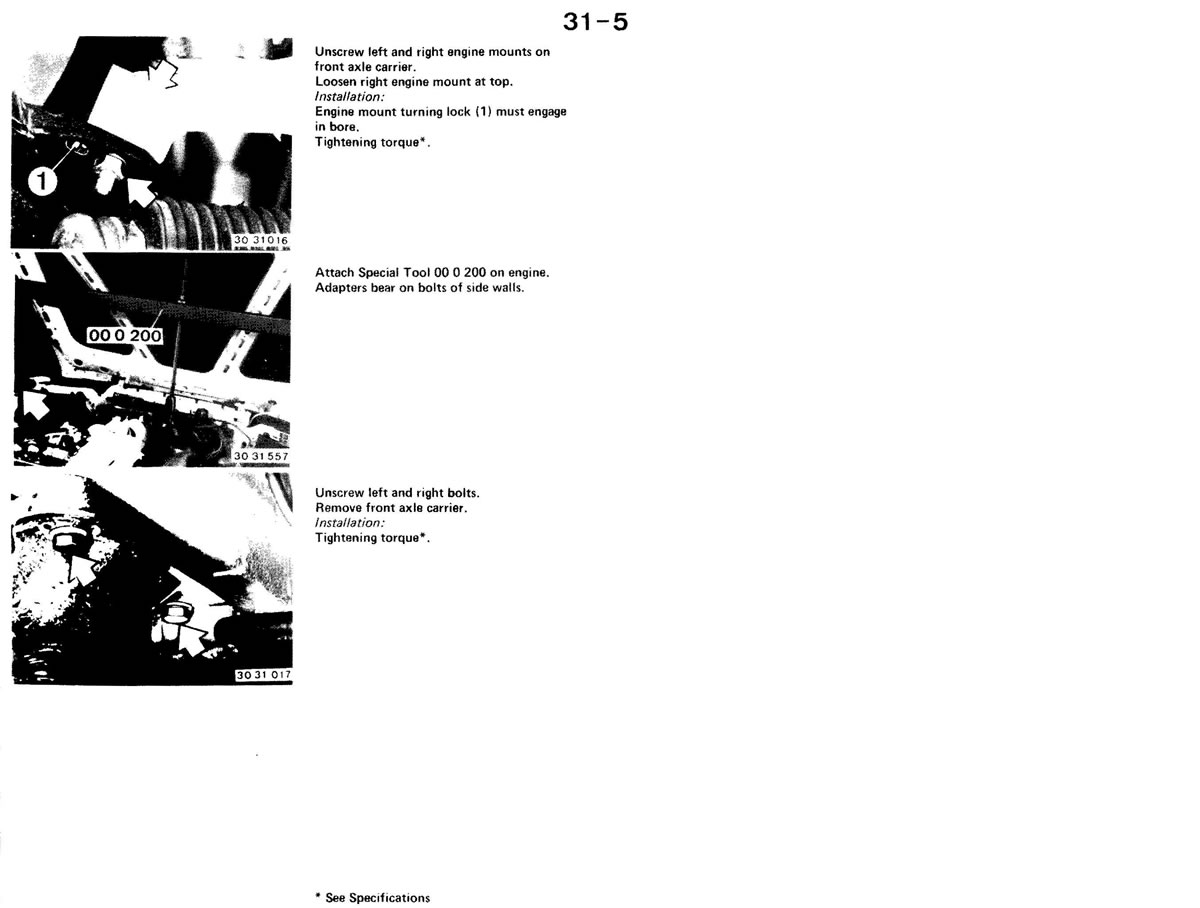 31-5
Unscrew left and right engine mounts on
front axle carrier.
Loosen right engine mount at top.
Installation:
Engine mount turning lock (1) must engage
in bore.
Tightening torque*.
1
30 31016
Attach Special Tool 00 0 200 on engine.
Adapters bear on bolts of side walls.
00 0 200
30 31 557
Unscrew left and right bolts.
Remove front axle carrier.
Installation:
Tightening torque*.
30 31 017
* See Specifications